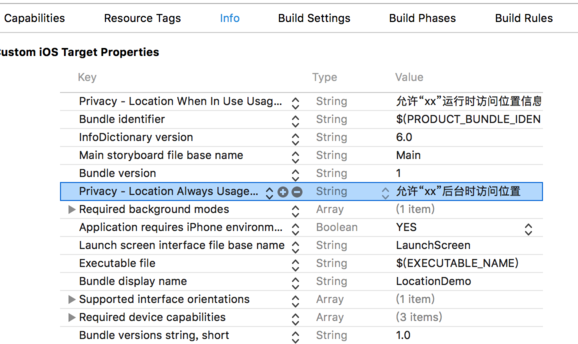 Capabilities Resource Tags Info Build Settings Build Phases Build Rules
ustom iOS Target Properties
Key Type Value
Privacy - Location When In Use Usag... String 允许“xx”运行时访问位置信息
Bundle identifier String $(PRODUCT_BUNDLE_IDEN
InfoDictionary version String 6.0
Main storyboard file base name String Main
Bundle version String 1
Privacy - Location Always Usage... String 允许“xx”后台时访问位置
Required background modes Array (1 item)
Application requires iPhone environm... Boolean YES
Launch screen interface file base name String LaunchScreen
Executable file String $(EXECUTABLE_NAME)
Bundle display name String LocationDemo
Supported interface orientations Array (1 item)
Required device capabilities Array (3 items)
Bundle versions string, short String 1.0